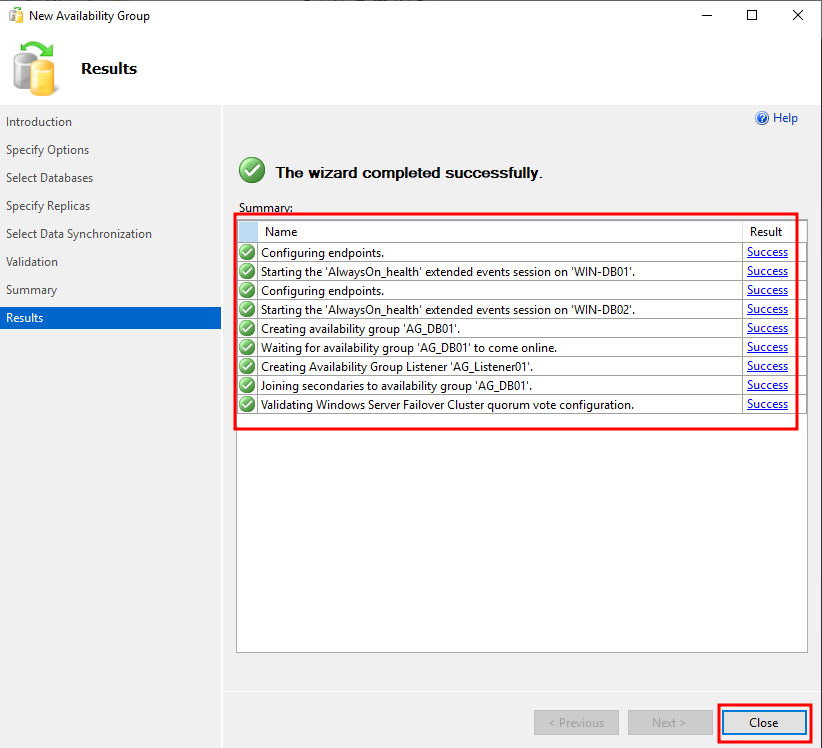 New Availability Group
Results
Introduction
Specify Options
Select Databases
Specify Replicas
Select Data Synchronization
Validation
Summary
Results
Help
The wizard completed successfully.
Summary:
Name Result
Configuring endpoints. Success
Starting the 'AlwaysOn_health' extended events session on 'WIN-DB01'. Success
Configuring endpoints. Success
Starting the 'AlwaysOn_health' extended events session on 'WIN-DB02'. Success
Creating availability group 'AG_DB01'. Success
Waiting for availability group 'AG_DB01' to come online. Success
Creating Availability Group Listener 'AG_Listener01'. Success
Joining secondaries to availability group 'AG_DB01'. Success
Validating Windows Server Failover Cluster quorum vote configuration. Success
< Previous Next > Close